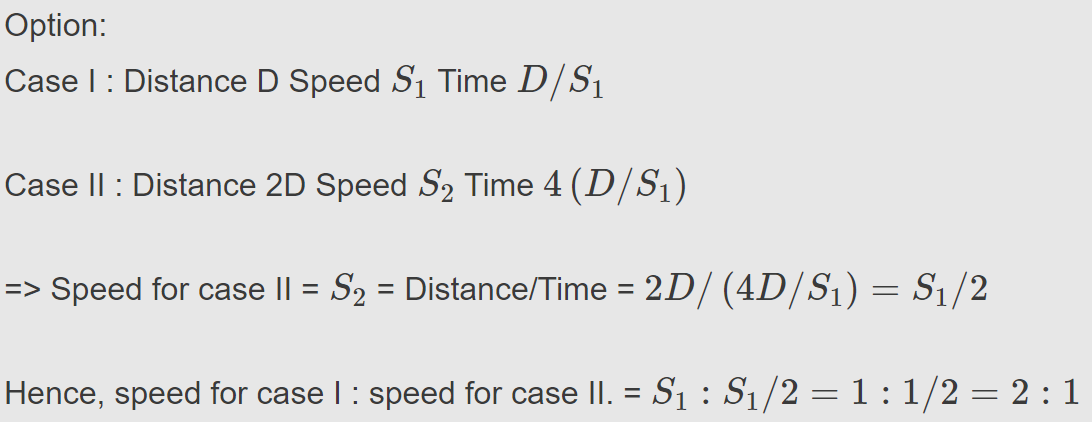 Option:
Case I : Distance D Speed S₁ Time D/S₁
Case II : Distance 2D Speed S₂ Time 4 (D/S₁)
=> Speed for case II = S₂ = Distance/Time = 2D/ (4D/S₁) = S₁/2
Hence, speed for case I : speed for case II. = S₁ : S₁/2 = 1 : 1/2 = 2 : 1